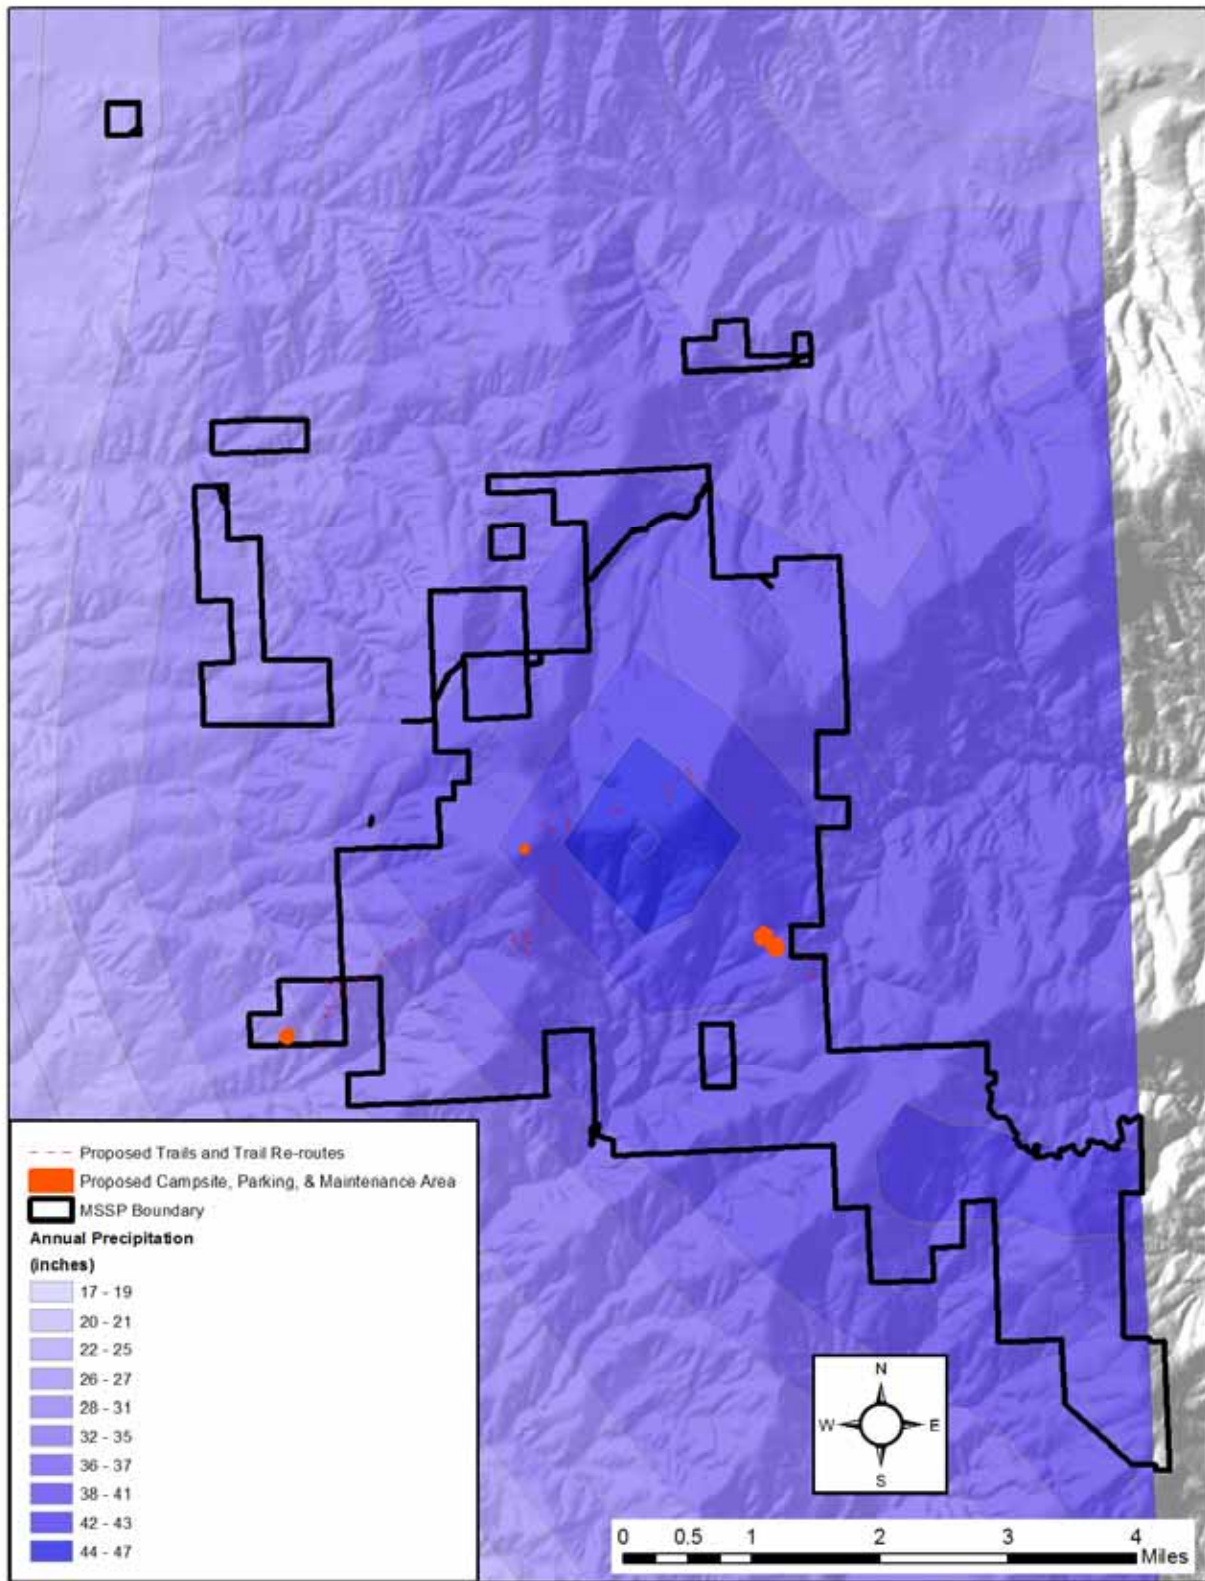 Proposed Trails and Trail Re-routes
Proposed Campsite, Parking, & Maintenance Area
MSSP Boundary
Annual Precipitation
(inches)
17 - 19
20 - 21
22 - 25
26 - 27
28 - 31
32 - 35
36 - 37
38 - 41
42 - 43
44 - 47
N
W E
S
0 0.5 1 2 3 4
Miles